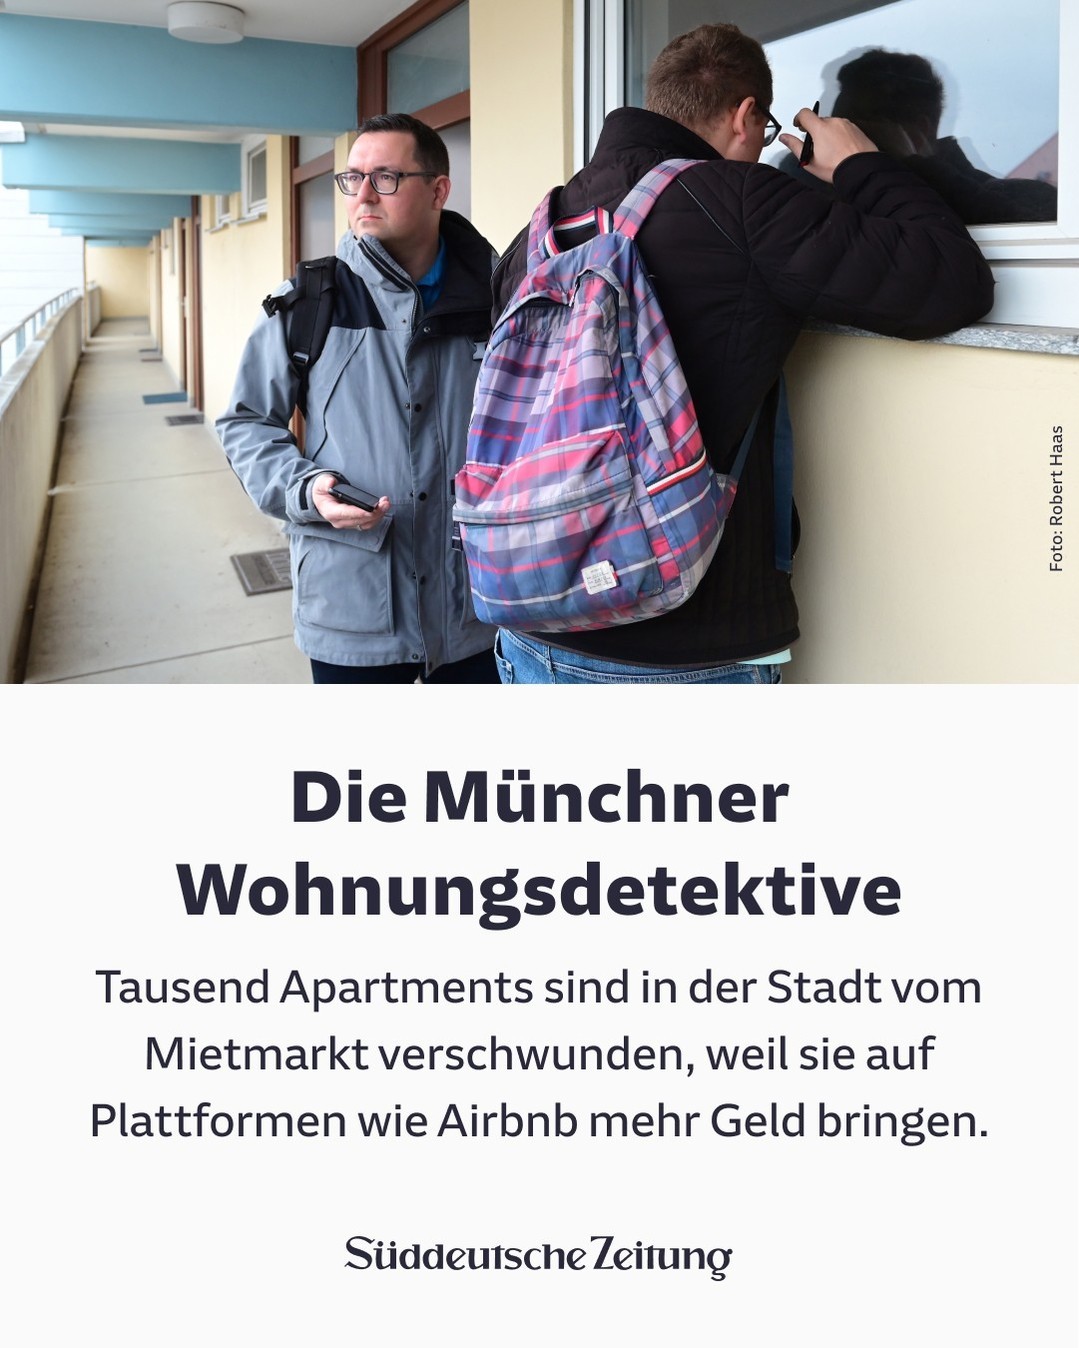 Foto: Robert Haas
Die Münchner
Wohnungsdetektive
Tausend Apartments sind in der Stadt vom
Mietmarkt verschwunden, weil sie auf
Plattformen wie Airbnb mehr Geld bringen.
Süddeutsche Zeitung